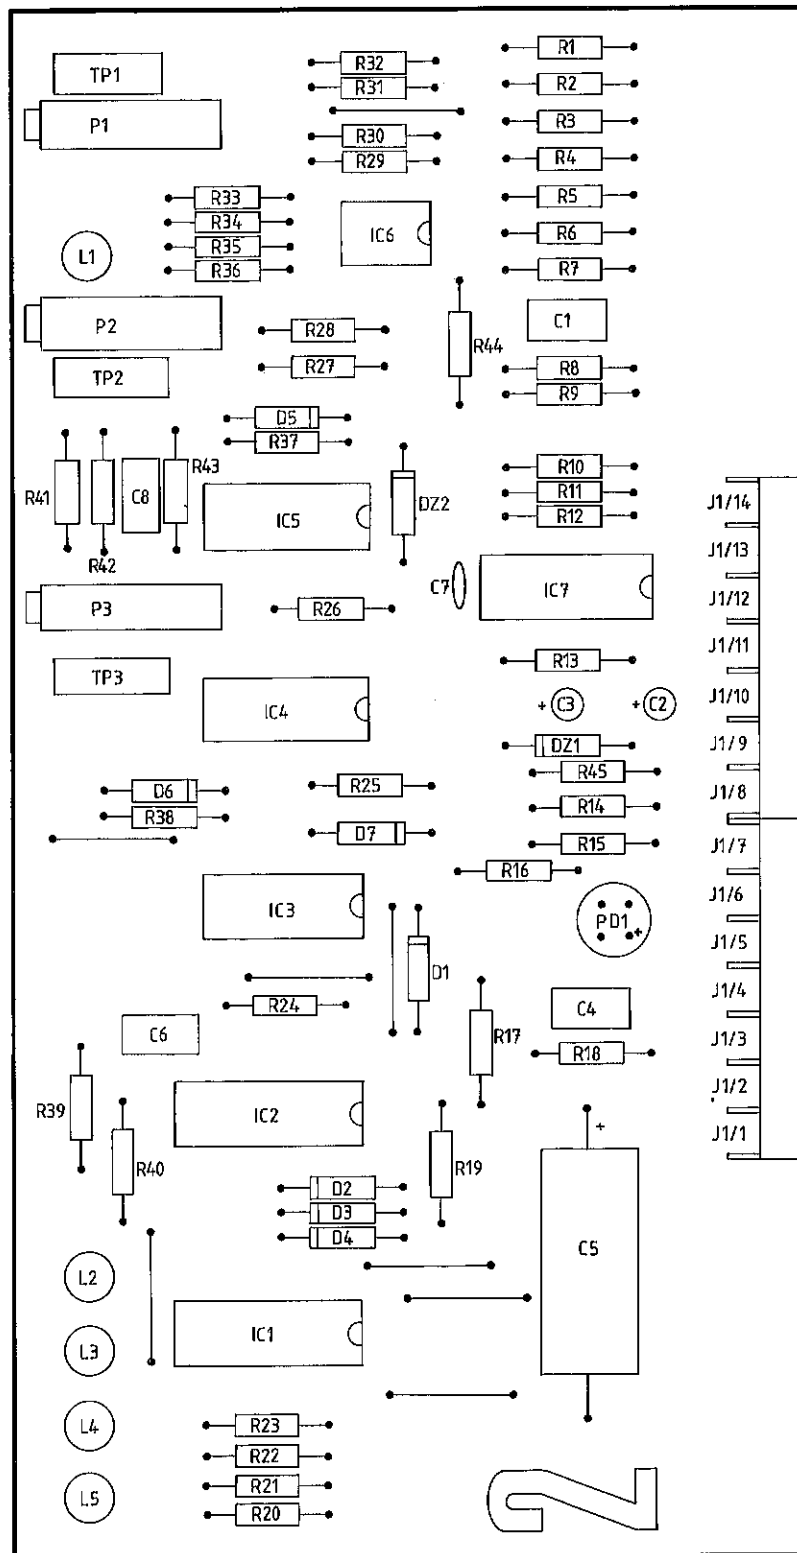 R1
R32
TP1
R2
R31
P1
R3
R30
R4
R29
R33
R5
R34
R6
IC6
L1
R35
R7
R36
C1
P2
R28
R44
R27
R8
TP2
R9
D5
R37
R43
R10
R41
C8
R11
J1/14
DZ2
IC5
R12
J1/13
R42
C7
IC7
J1/12
P3
R26
J1/11
R13
TP3
J1/10
IC4
+ C3
+ C2
DZ1
J1/9
R45
D6
R25
J1/8
R14
R38
D7
R15
J1/7
R16
J1/6
IC3
PD1
+
J1/5
D1
J1/4
R24
C4
C6
R17
J1/3
R18
J1/2
R39
IC2
+
J1/1
R40
R19
D2
D3
D4
C5
L2
IC1
L3
L4
R23
R22
R21
L5
R20
2